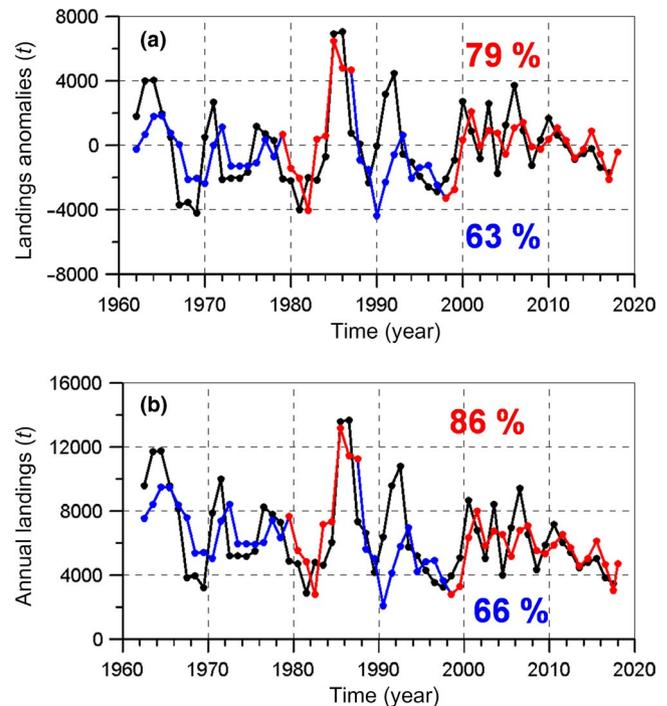 8000
(a)
79 %
4000
0
−4000
63 %
−8000
Landings anomalies (t)
1960 1970 1980 1990 2000 2010 2020
Time (year)
16000
(b)
86 %
12000
8000
4000
66 %
0
Annual landings (t)
1960 1970 1980 1990 2000 2010 2020
Time (year)